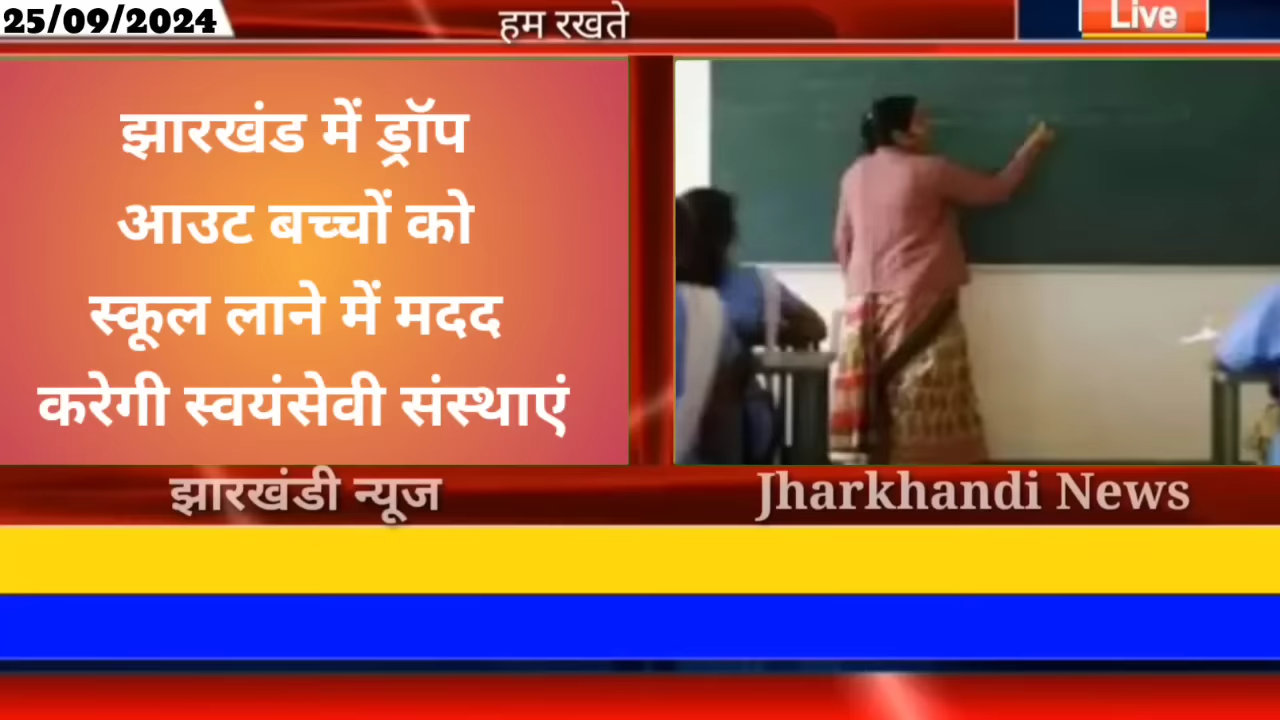 25/09/2024
हम रखते
Live
झारखंड में ड्रॉप
आउट बच्चों को
स्कूल लाने में मदद
करेगी स्वयंसेवी संस्थाएं
झारखंडी न्यूज
Jharkhandi News